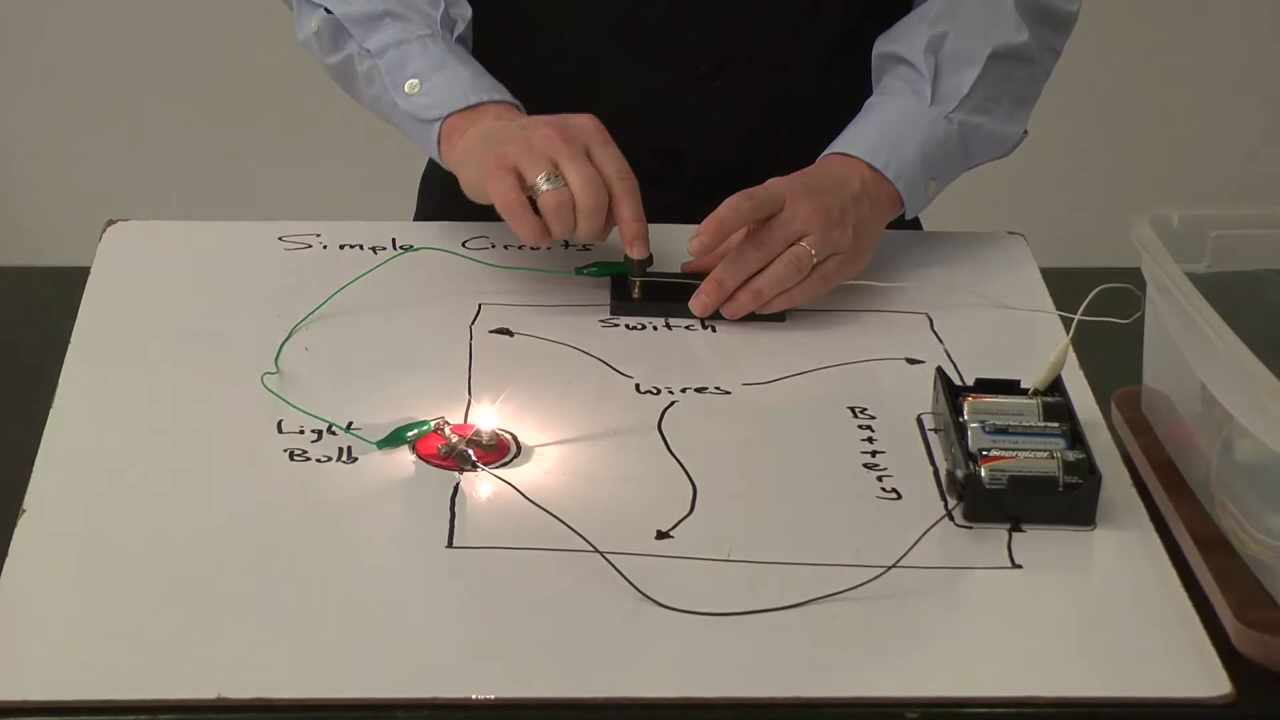 Simple Circuits
Switch
wires
Light
Bulb
Battery
+
Energizer